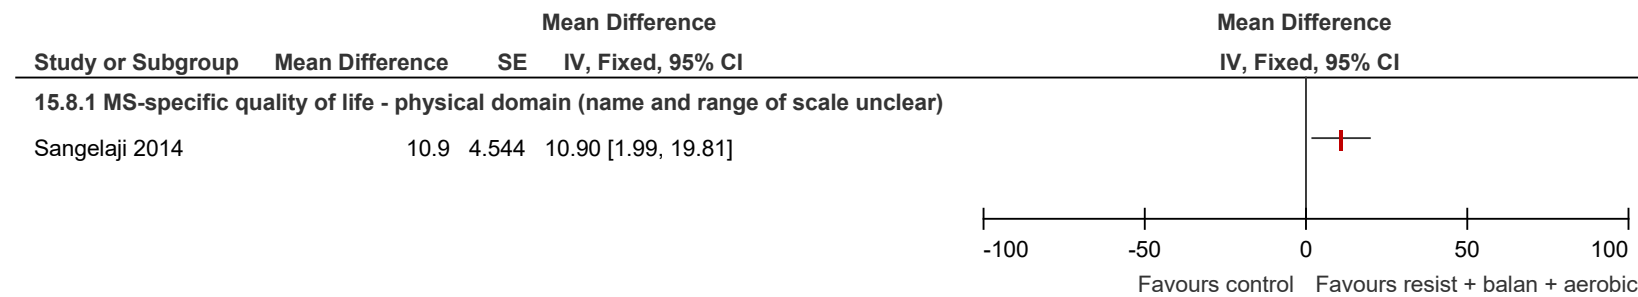 Mean Difference Mean Difference
Study or Subgroup Mean Difference SE IV, Fixed, 95% CI IV, Fixed, 95% CI
15.8.1 MS-specific quality of life - physical domain (name and range of scale unclear)
Sangelaji 2014 10.9 4.544 10.90 [1.99, 19.81]
-100 -50 0 50 100
Favours control Favours resist + balan + aerobic